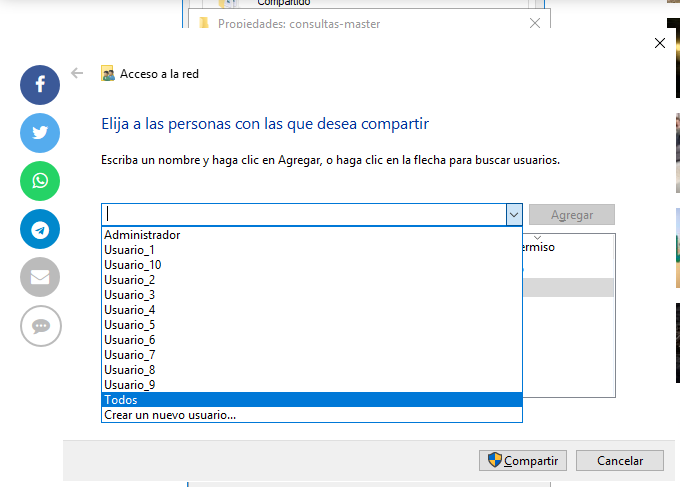 Compartido
Propiedades: consultas-master
Acceso a la red
Elija a las personas con las que desea compartir
Escriba un nombre y haga clic en Agregar, o haga clic en la flecha para buscar usuarios.
Agregar
Administrador
Usuario_1
ermiso
Usuario_10
Usuario_2
Usuario_3
Usuario_4
Usuario_5
Usuario_6
Usuario_7
Usuario_8
Usuario_9
Todos
Crear un nuevo usuario...
Compartir
Cancelar